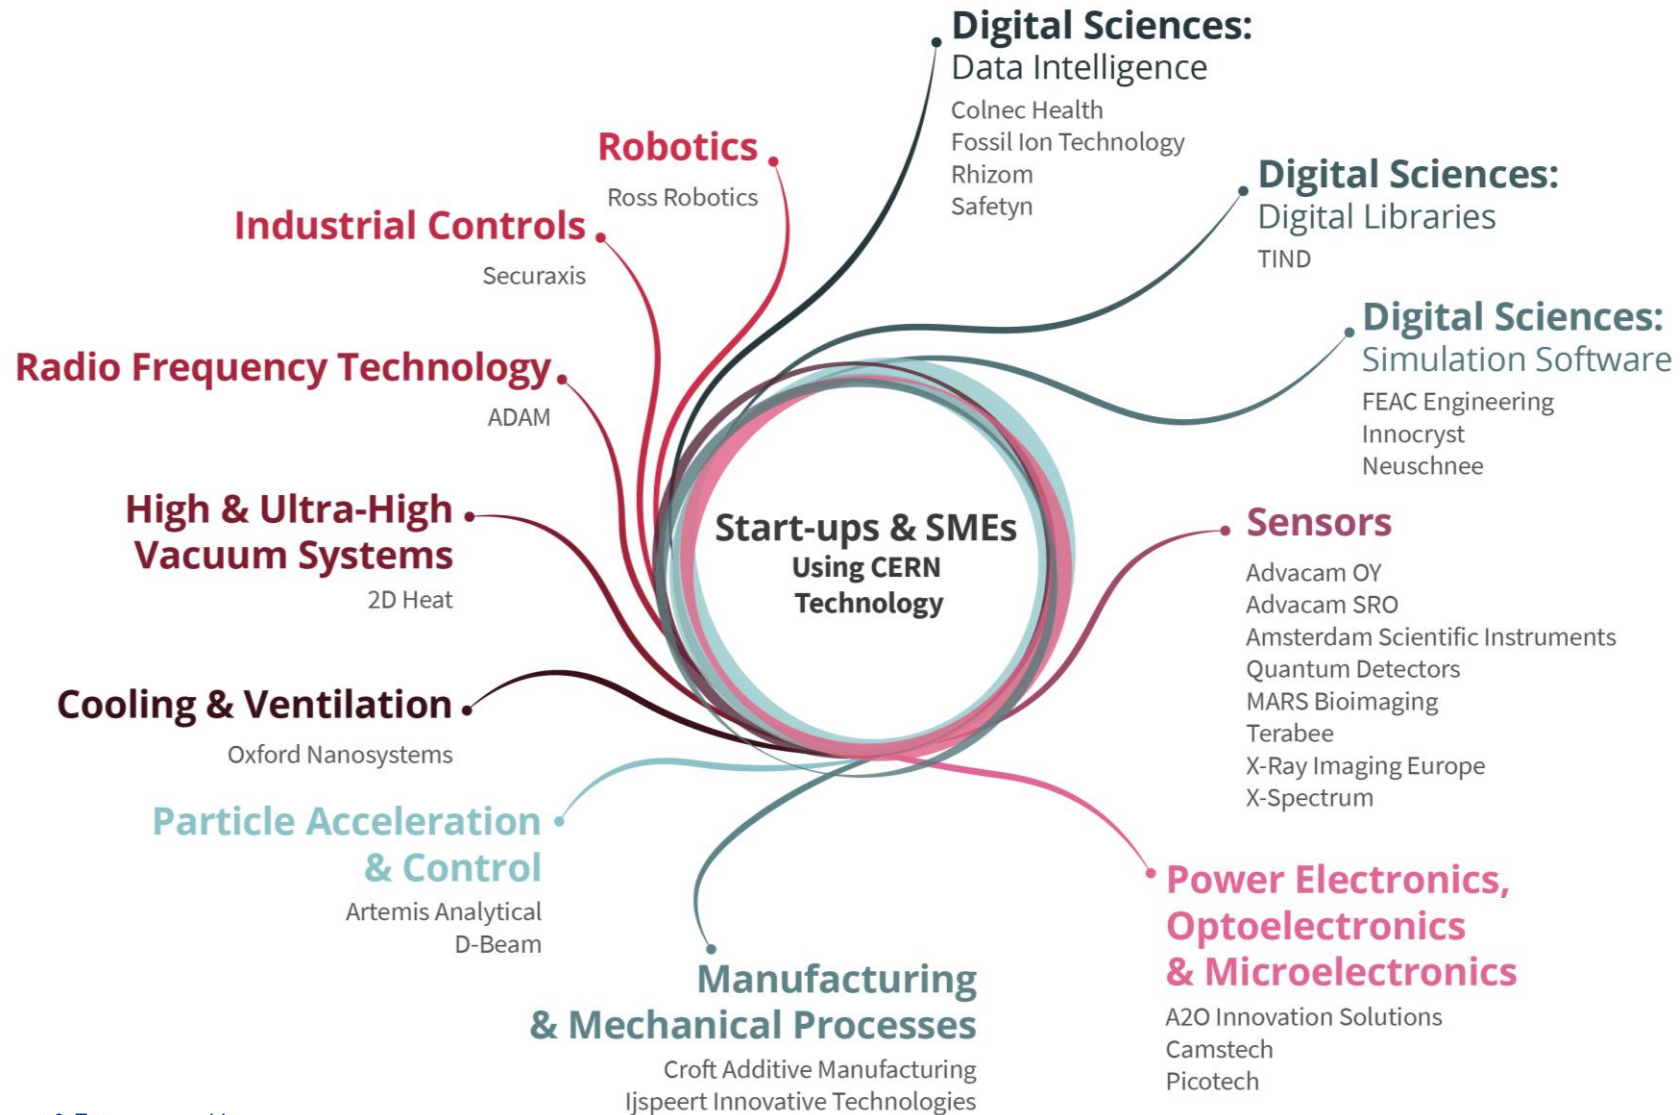 Digital Sciences:
Data Intelligence
Colnec Health
Fossil Ion Technology
Rhizom
Safetyn
Robotics
Ross Robotics
Digital Sciences:
Digital Libraries
TIND
Industrial Controls
Securaxis
Digital Sciences:
Simulation Software
FEAC Engineering
Innocryst
Neuschnee
Radio Frequency Technology
ADAM
High & Ultra-High
Vacuum Systems
2D Heat
Start-ups & SMEs
Using CERN
Technology
Sensors
Advacam OY
Advacam SRO
Amsterdam Scientific Instruments
Quantum Detectors
MARS Bioimaging
Terabee
X-Ray Imaging Europe
X-Spectrum
Cooling & Ventilation
Oxford Nanosystems
Particle Acceleration
& Control
Artemis Analytical
D-Beam
Power Electronics,
Optoelectronics
& Microelectronics
A2O Innovation Solutions
Camstech
Picotech
Manufacturing
& Mechanical Processes
Croft Additive Manufacturing
Ijspeert Innovative Technologies